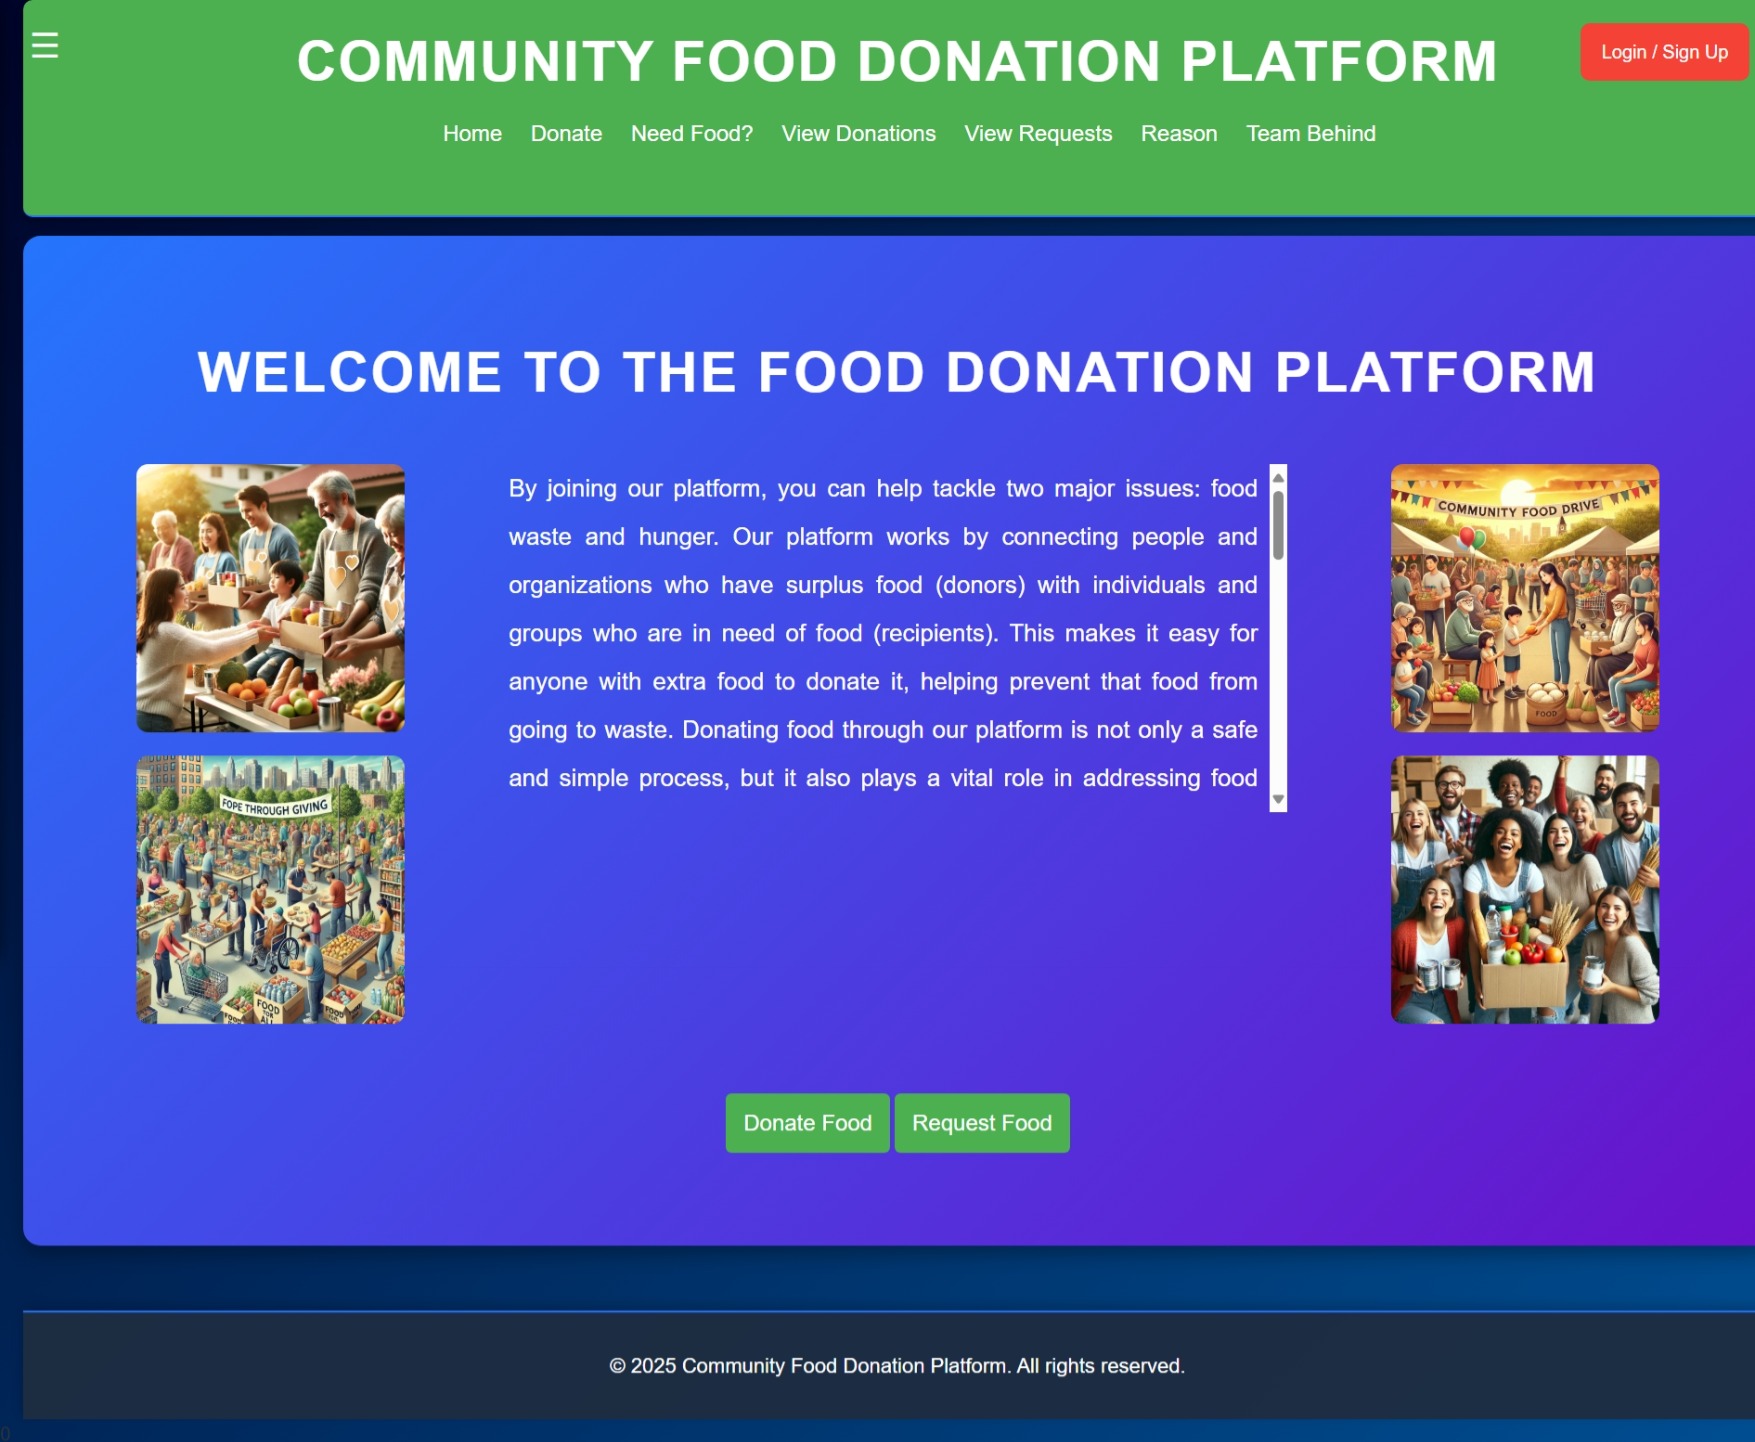 COMMUNITY FOOD DONATION PLATFORM
Login / Sign Up
Home Donate Need Food? View Donations View Requests Reason Team Behind
WELCOME TO THE FOOD DONATION PLATFORM
By joining our platform, you can help tackle two major issues: food
waste and hunger. Our platform works by connecting people and
organizations who have surplus food (donors) with individuals and
groups who are in need of food (recipients). This makes it easy for
anyone with extra food to donate it, helping prevent that food from
going to waste. Donating food through our platform is not only a safe
and simple process, but it also plays a vital role in addressing food
COMMUNITY FOOD DRIVE
FOOD
FOPE THROUGH GIVING
FOOD
FOR
ALL
Donate Food Request Food
© 2025 Community Food Donation Platform. All rights reserved.
0